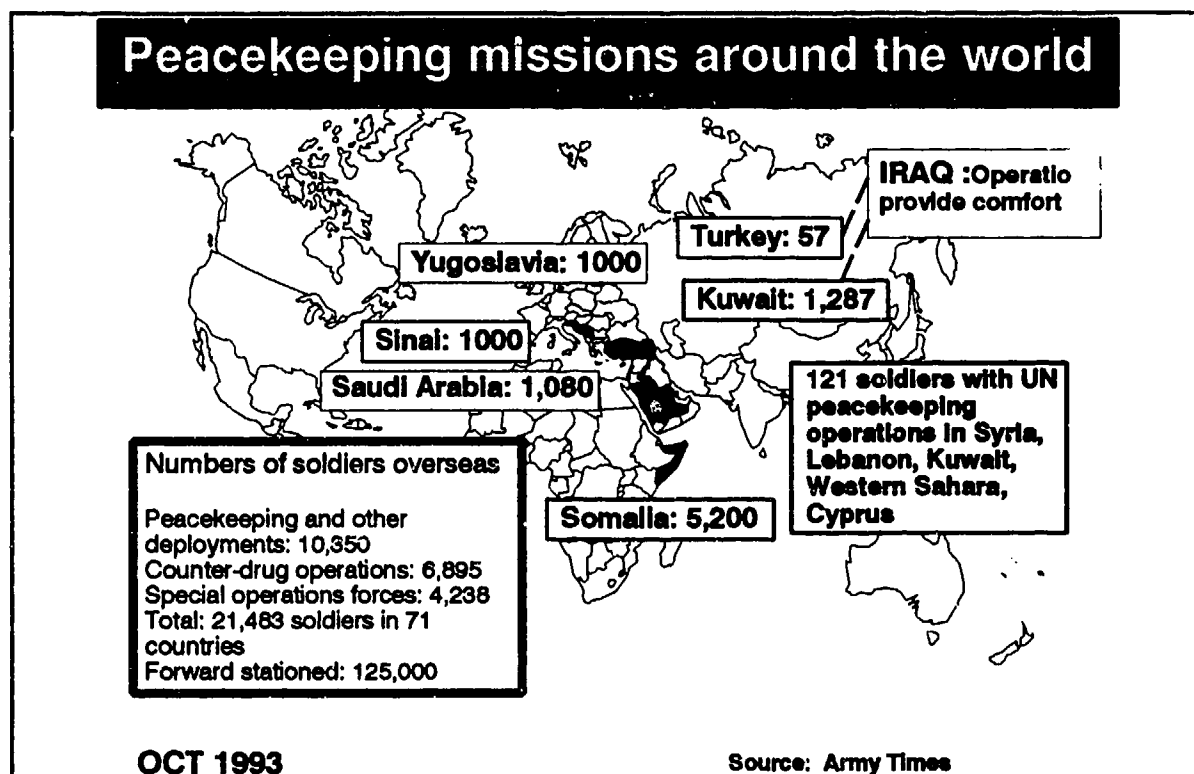 Peacekeeping missions around the world
IRAQ :Operatio
provide comfort
Turkey: 57
Yugoslavia: 1000
Kuwait: 1,287
Sinai: 1000
Saudi Arabia: 1,080
121 soldiers with UN
peacekeeping
operations in Syria,
Lebanon, Kuwait,
Western Sahara,
Cyprus
Numbers of soldiers overseas
Peacekeeping and other
deployments: 10,350
Counter-drug operations: 6,895
Special operations forces: 4,238
Total: 21,483 soldiers in 71
countries
Forward stationed: 125,000
Somalia: 5,200
OCT 1993
Source: Army Times